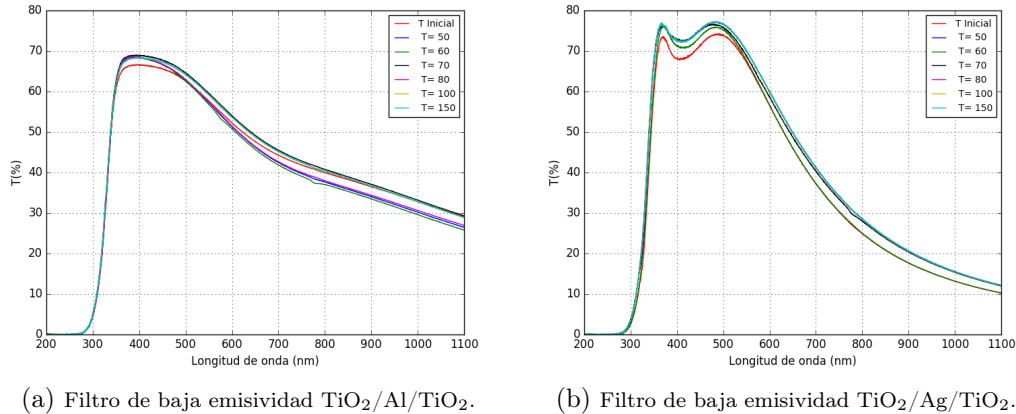 80
70
60
50
40
30
20
10
0
T(%)
200 300 400 500 600 700 800 900 1000 1100
Longitud de onda (nm)
T Inicial
T= 50
T= 60
T= 70
T= 80
T= 100
T= 150
(a) Filtro de baja emisividad TiO₂/Al/TiO₂.
80
70
60
50
40
30
20
10
0
T(%)
200 300 400 500 600 700 800 900 1000 1100
Longitud de onda (nm)
T Inicial
T= 50
T= 60
T= 70
T= 80
T= 100
T= 150
(b) Filtro de baja emisividad TiO₂/Ag/TiO₂.